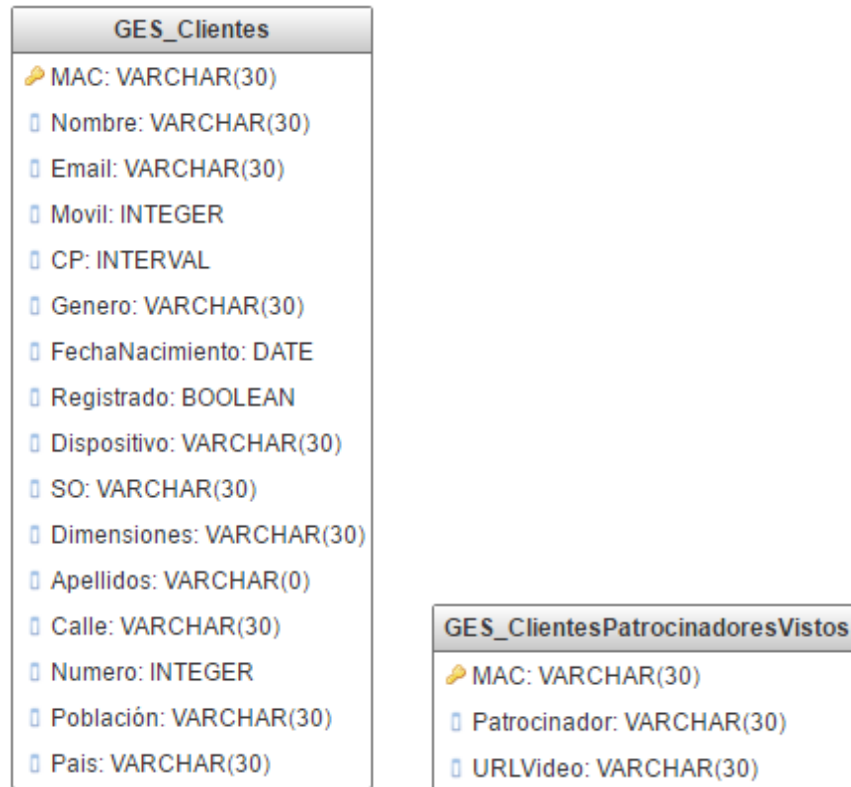 GES_Clientes
MAC: VARCHAR(30)
Nombre: VARCHAR(30)
Email: VARCHAR(30)
Movil: INTEGER
CP: INTERVAL
Genero: VARCHAR(30)
FechaNacimiento: DATE
Registrado: BOOLEAN
Dispositivo: VARCHAR(30)
SO: VARCHAR(30)
Dimensiones: VARCHAR(30)
Apellidos: VARCHAR(0)
Calle: VARCHAR(30)
Numero: INTEGER
Población: VARCHAR(30)
Pais: VARCHAR(30)
GES_ClientesPatrocinadoresVistos
MAC: VARCHAR(30)
Patrocinador: VARCHAR(30)
URLVideo: VARCHAR(30)